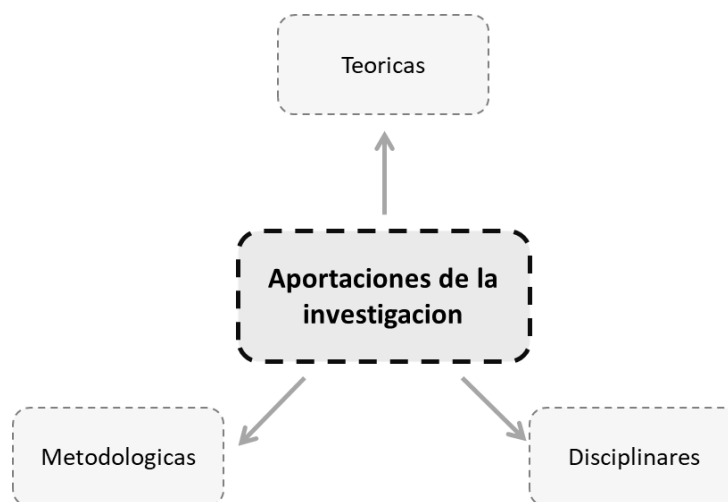 Teoricas
Aportaciones de la
investigacion
Metodologicas
Disciplinares